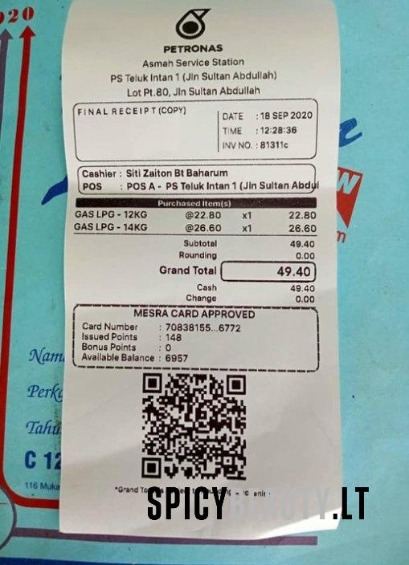 2020
PETRONAS
Asmah Service Station
PS Teluk Intan 1 (Jln Sultan Abdullah)
Lot Pt.80, Jln Sultan Abdullah
FINAL RECEIPT (COPY)
DATE : 18 SEP 2020
TIME : 12:28:36
INV NO. : 81311c
Cashier : Siti Zaiton Bt Baharum
POS : POS A - PS Teluk Intan 1 (Jln Sultan Abdul
Purchased Item(s)
GAS LPG - 12KG @22.80 x1 22.80
GAS LPG - 14KG @26.60 x1 26.60
Subtotal 49.40
Rounding 0.00
Grand Total 49.40
Cash 49.40
Change 0.00
MESRA CARD APPROVED
Card Number : 70838155...6772
Issued Points : 148
Bonus Points : 0
Available Balance : 6957
Nam
Perk
Tahu
C 12
116 Muka
*Grand To
SPICY .LT